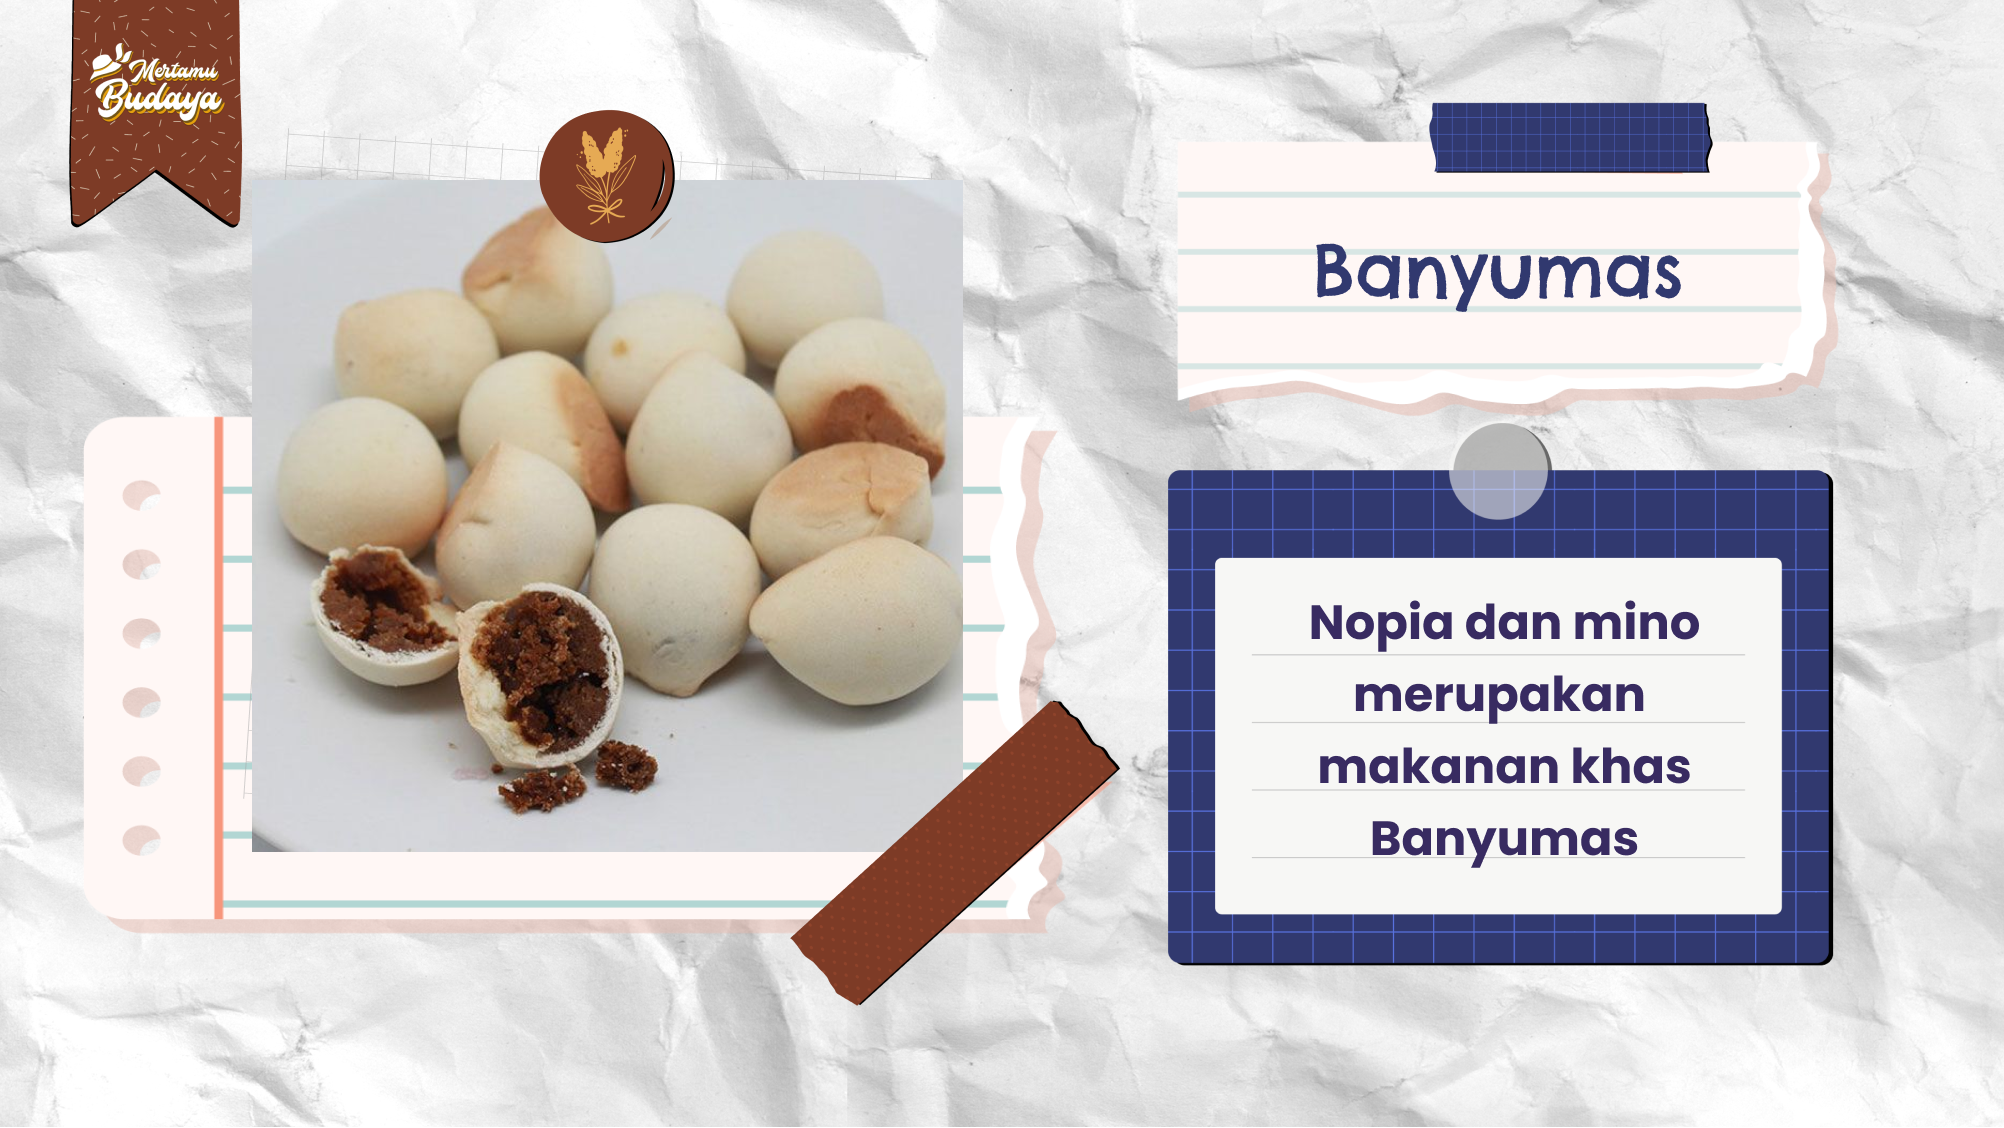 Mertamu
Budaya
Banyumas
Nopia dan mino
merupakan
makanan khas
Banyumas